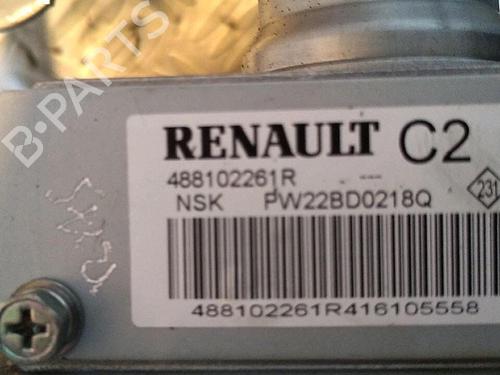 B-PARTS
RENAULT C2
488102261R ---
NSK PW22BD0218Q
231
488102261R416105558